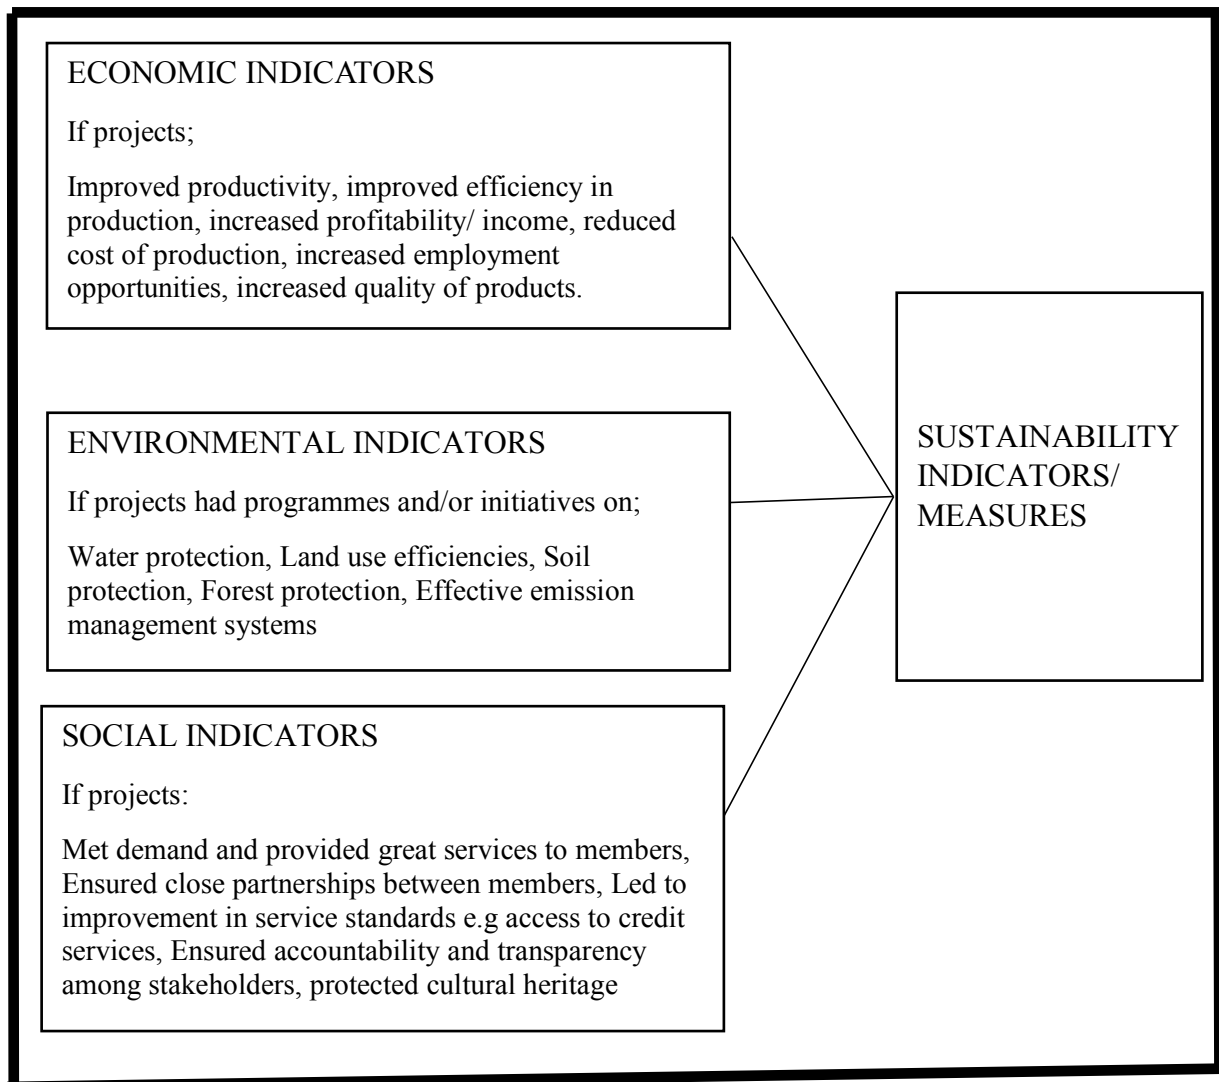 ECONOMIC INDICATORS
If projects;
Improved productivity, improved efficiency in
production, increased profitability/ income, reduced
cost of production, increased employment
opportunities, increased quality of products.
ENVIRONMENTAL INDICATORS
If projects had programmes and/or initiatives on;
Water protection, Land use efficiencies, Soil
protection, Forest protection, Effective emission
management systems
SOCIAL INDICATORS
If projects:
Met demand and provided great services to members,
Ensured close partnerships between members, Led to
improvement in service standards e.g access to credit
services, Ensured accountability and transparency
among stakeholders, protected cultural heritage
SUSTAINABILITY
INDICATORS/
MEASURES